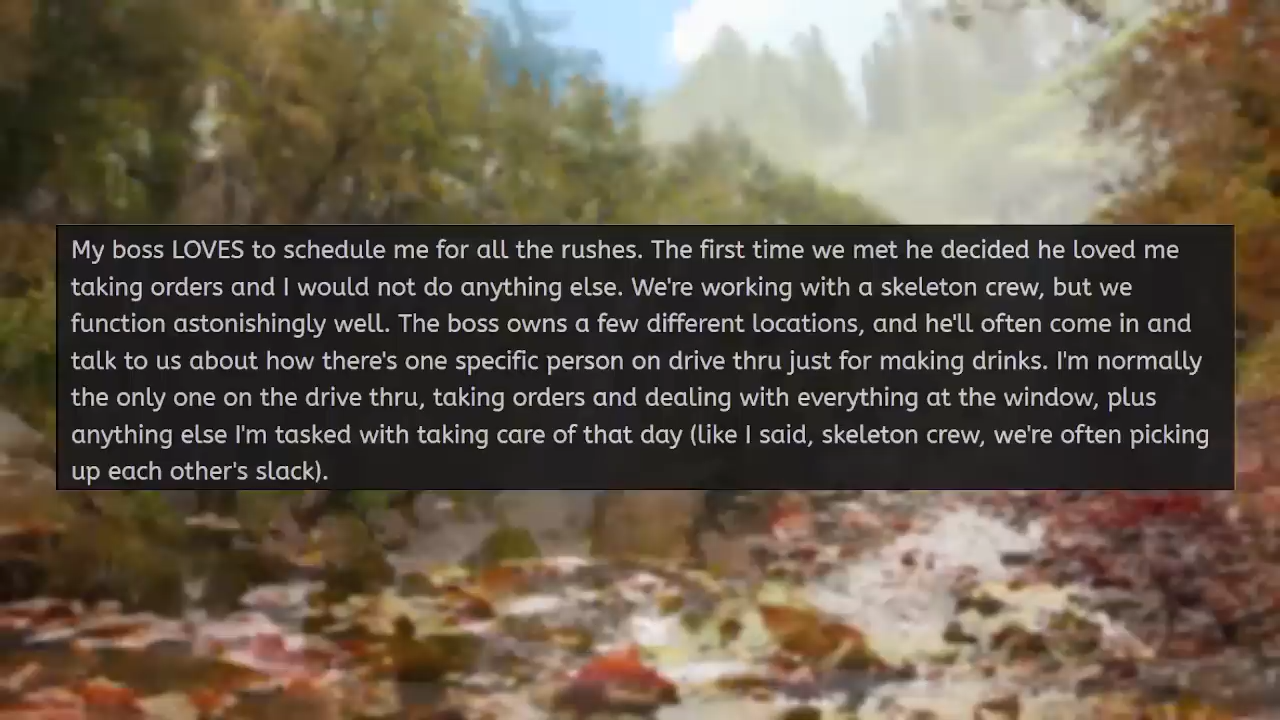 My boss LOVES to schedule me for all the rushes. The first time we met he decided he loved me
taking orders and I would not do anything else. We're working with a skeleton crew, but we
function astonishingly well. The boss owns a few different locations, and he'll often come in and
talk to us about how there's one specific person on drive thru just for making drinks. I'm normally
the only one on the drive thru, taking orders and dealing with everything at the window, plus
anything else I'm tasked with taking care of that day (like I said, skeleton crew, we're often picking
up each other's slack).